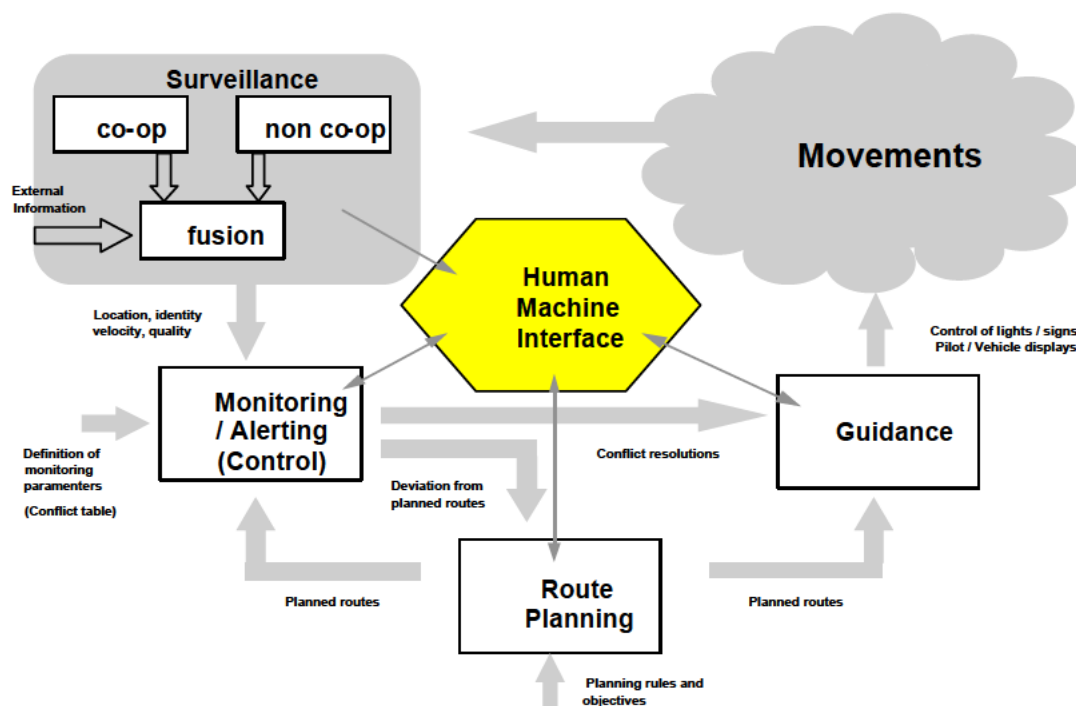 Surveillance
co-op
non co-op
Movements
External
Information
fusion
Human
Machine
Interface
Location, identity
velocity, quality
Control of lights / signs
Pilot / Vehicle displays
Monitoring
/ Alerting
(Control)
Guidance
Definition of
monitoring
paramenters
(Conflict table)
Conflict resolutions
Deviation from
planned routes
Planned routes
Route
Planning
Planned routes
Planning rules and
objectives